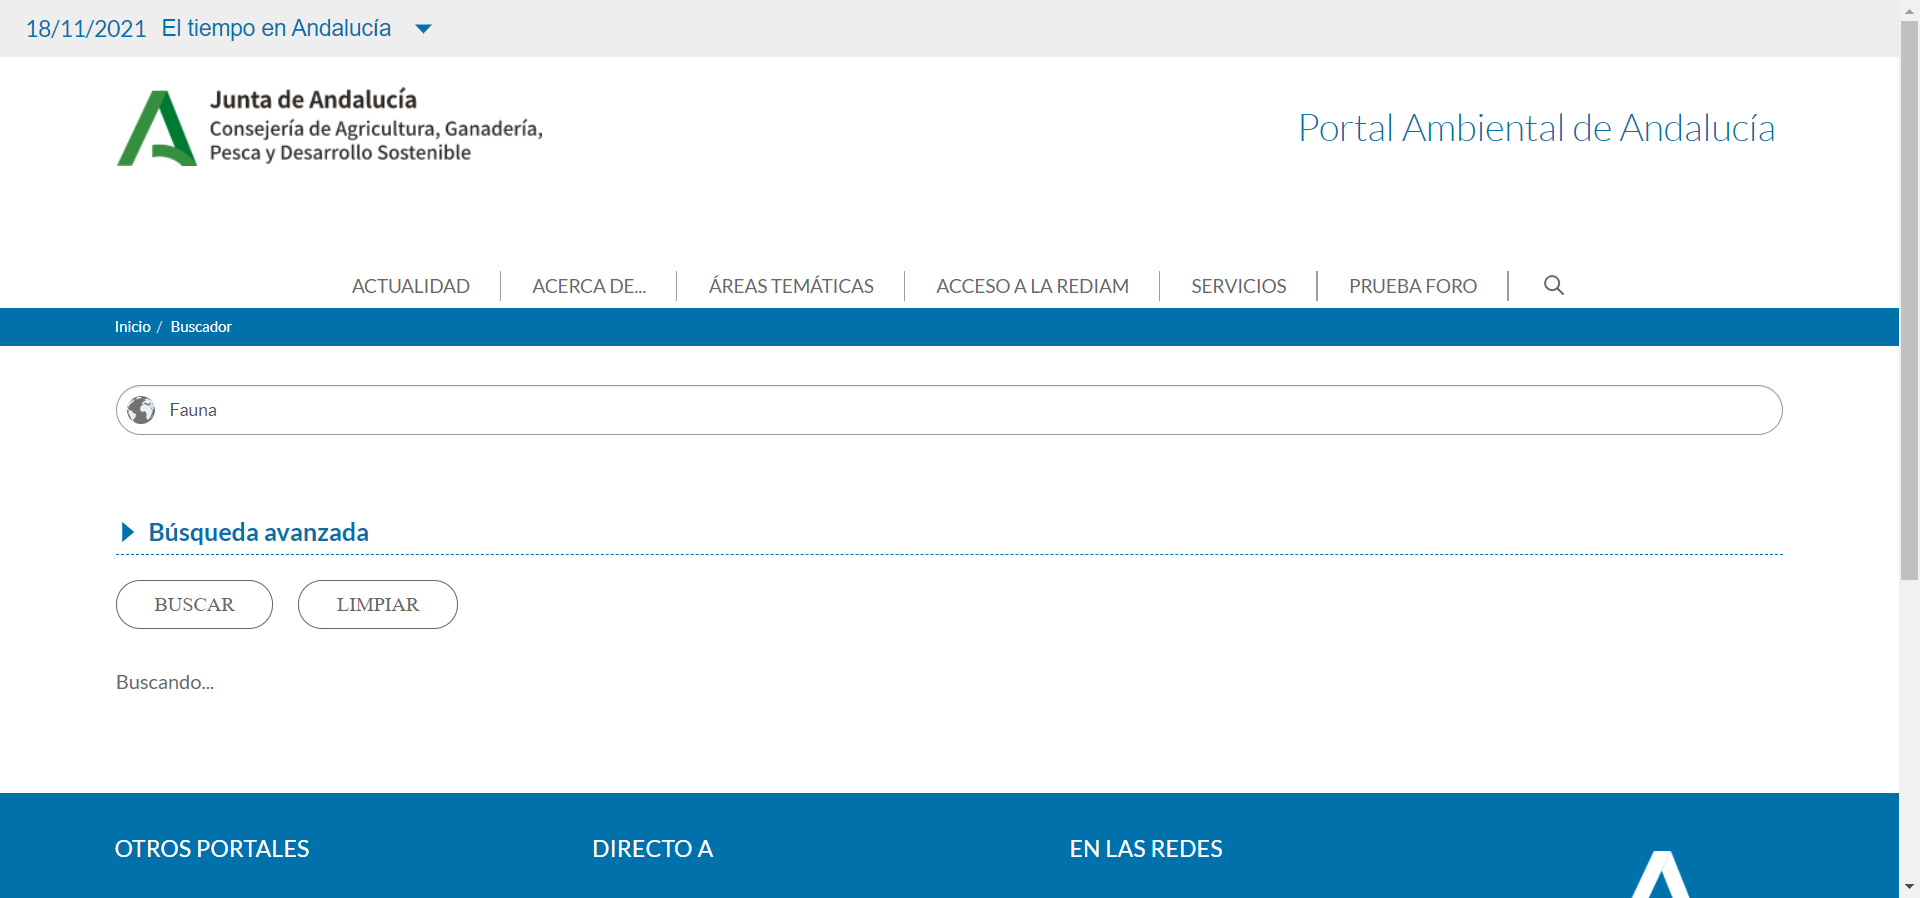 18/11/2021 El tiempo en Andalucía
Junta de Andalucía
Consejería de Agricultura, Ganadería,
Pesca y Desarrollo Sostenible
Portal Ambiental de Andalucía
ACTUALIDAD ACERCA DE... ÁREAS TEMÁTICAS ACCESO A LA REDIAM SERVICIOS PRUEBA FORO
Inicio / Buscador
Fauna
Búsqueda avanzada
BUSCAR LIMPIAR
Buscando...
OTROS PORTALES DIRECTO A EN LAS REDES